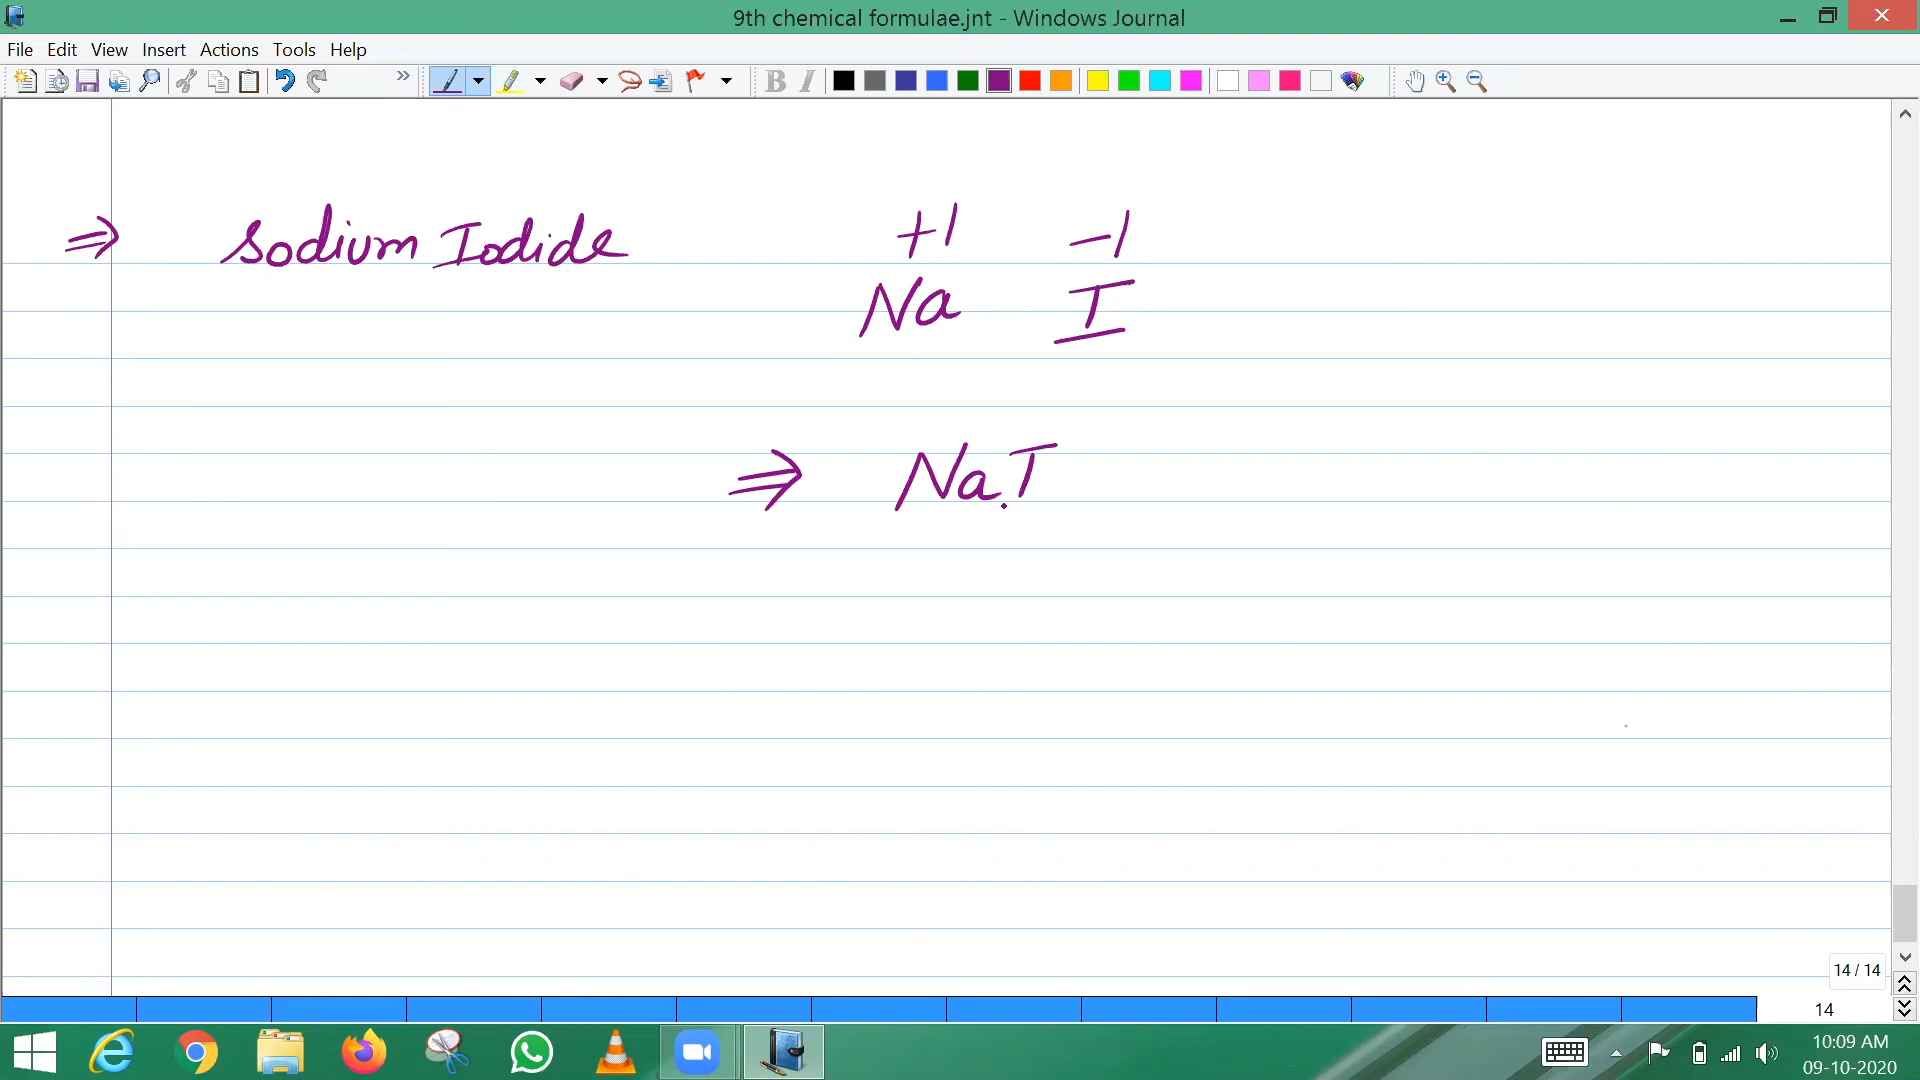 9th chemical formulae.jnt - Windows Journal
File Edit View Insert Actions Tools Help
B I
⇒ Sodium Iodide +1 -1
Na I
⇒ Na.T
14 / 14
14
10:09 AM
09-10-2020